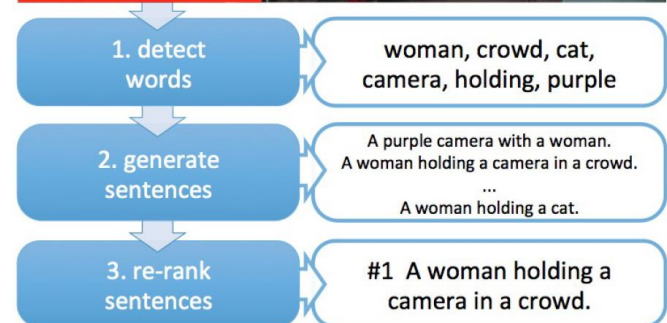 1. detect
words
woman, crowd, cat,
camera, holding, purple
2. generate
sentences
A purple camera with a woman.
A woman holding a camera in a crowd.
...
A woman holding a cat.
3. re-rank
sentences
#1 A woman holding a
camera in a crowd.